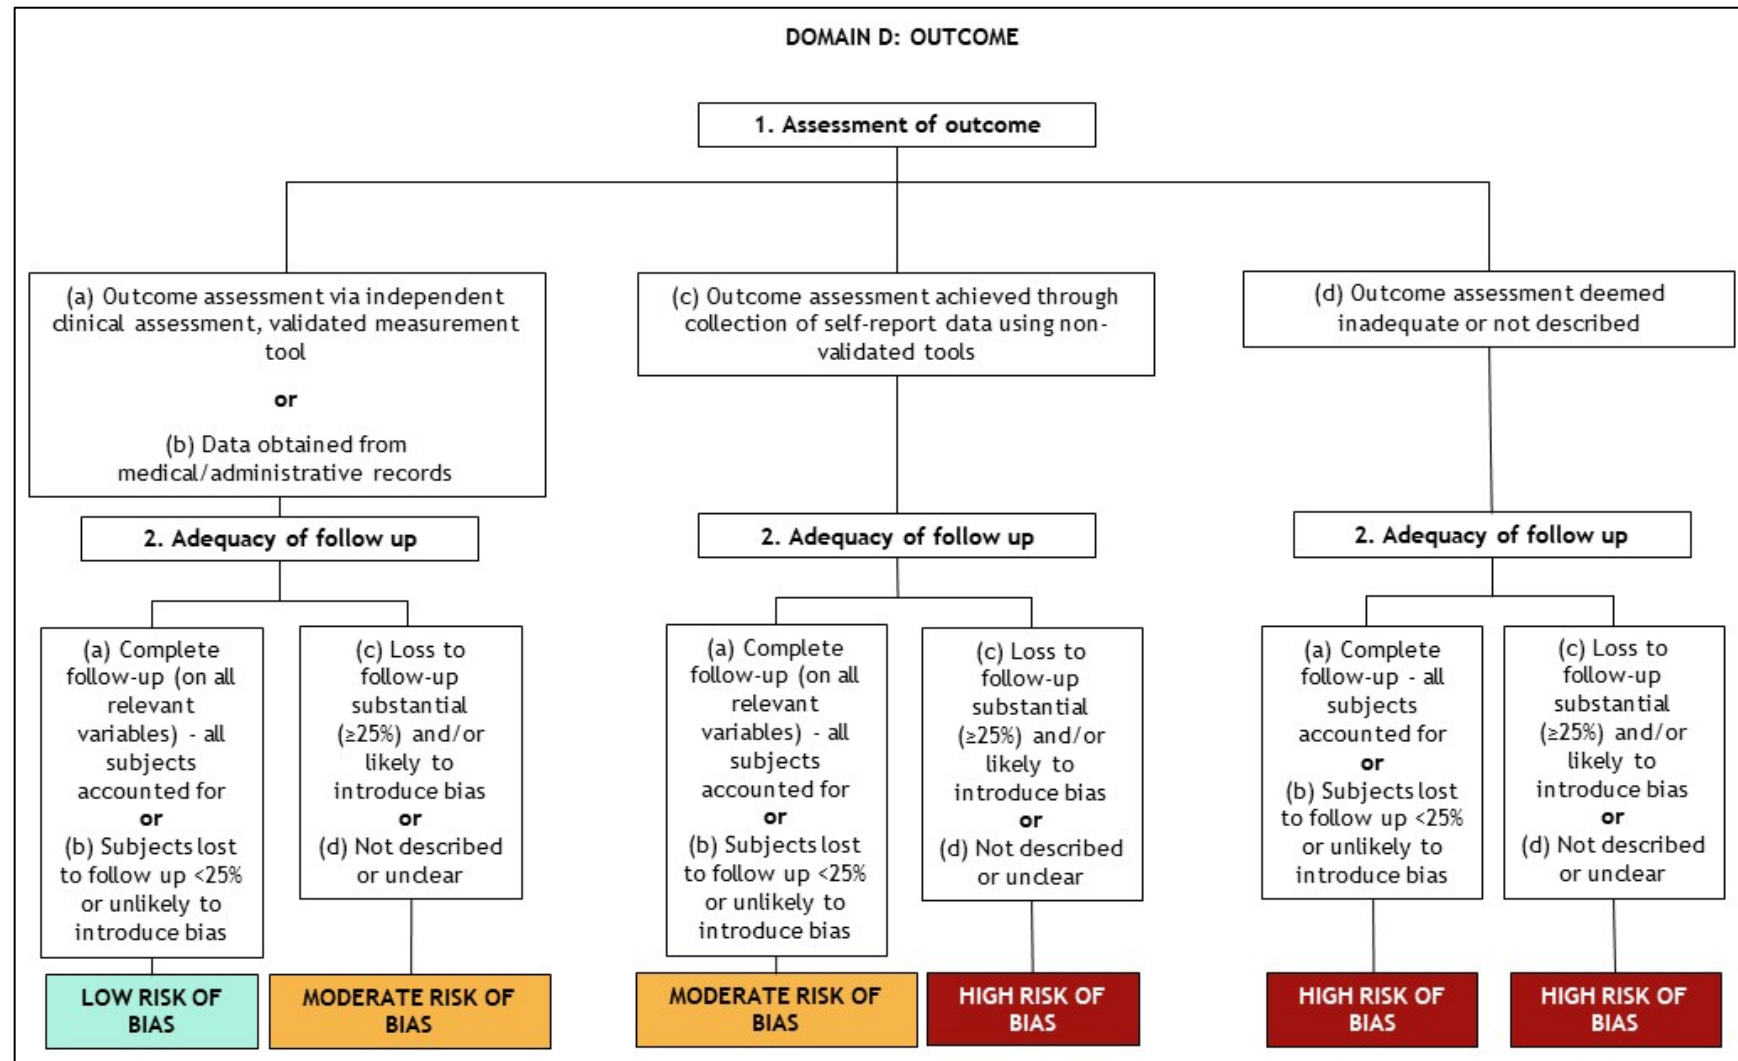 DOMAIN D: OUTCOME
1. Assessment of outcome
(a) Outcome assessment via independent
clinical assessment, validated measurement
tool
or
(b) Data obtained from
medical/administrative records
(c) Outcome assessment achieved through
collection of self-report data using non-
validated tools
(d) Outcome assessment deemed
inadequate or not described
2. Adequacy of follow up
2. Adequacy of follow up
2. Adequacy of follow up
(a) Complete
follow-up (on all
relevant
variables) - all
subjects
accounted for
or
(b) Subjects lost
to follow up <25%
or unlikely to
introduce bias
(c) Loss to
follow-up
substantial
(≥25%) and/or
likely to
introduce bias
or
(d) Not described
or unclear
(a) Complete
follow-up (on all
relevant
variables) - all
subjects
accounted for
or
(b) Subjects lost
to follow up <25%
or unlikely to
introduce bias
(c) Loss to
follow-up
substantial
(≥25%) and/or
likely to
introduce bias
or
(d) Not described
or unclear
(a) Complete
follow-up - all
subjects
accounted for
or
(b) Subjects lost
to follow up <25%
or unlikely to
introduce bias
(c) Loss to
follow-up
substantial
(≥25%) and/or
likely to
introduce bias
or
(d) Not described
or unclear
LOW RISK OF
BIAS
MODERATE RISK OF
BIAS
MODERATE RISK OF
BIAS
HIGH RISK OF
BIAS
HIGH RISK OF
BIAS
HIGH RISK OF
BIAS